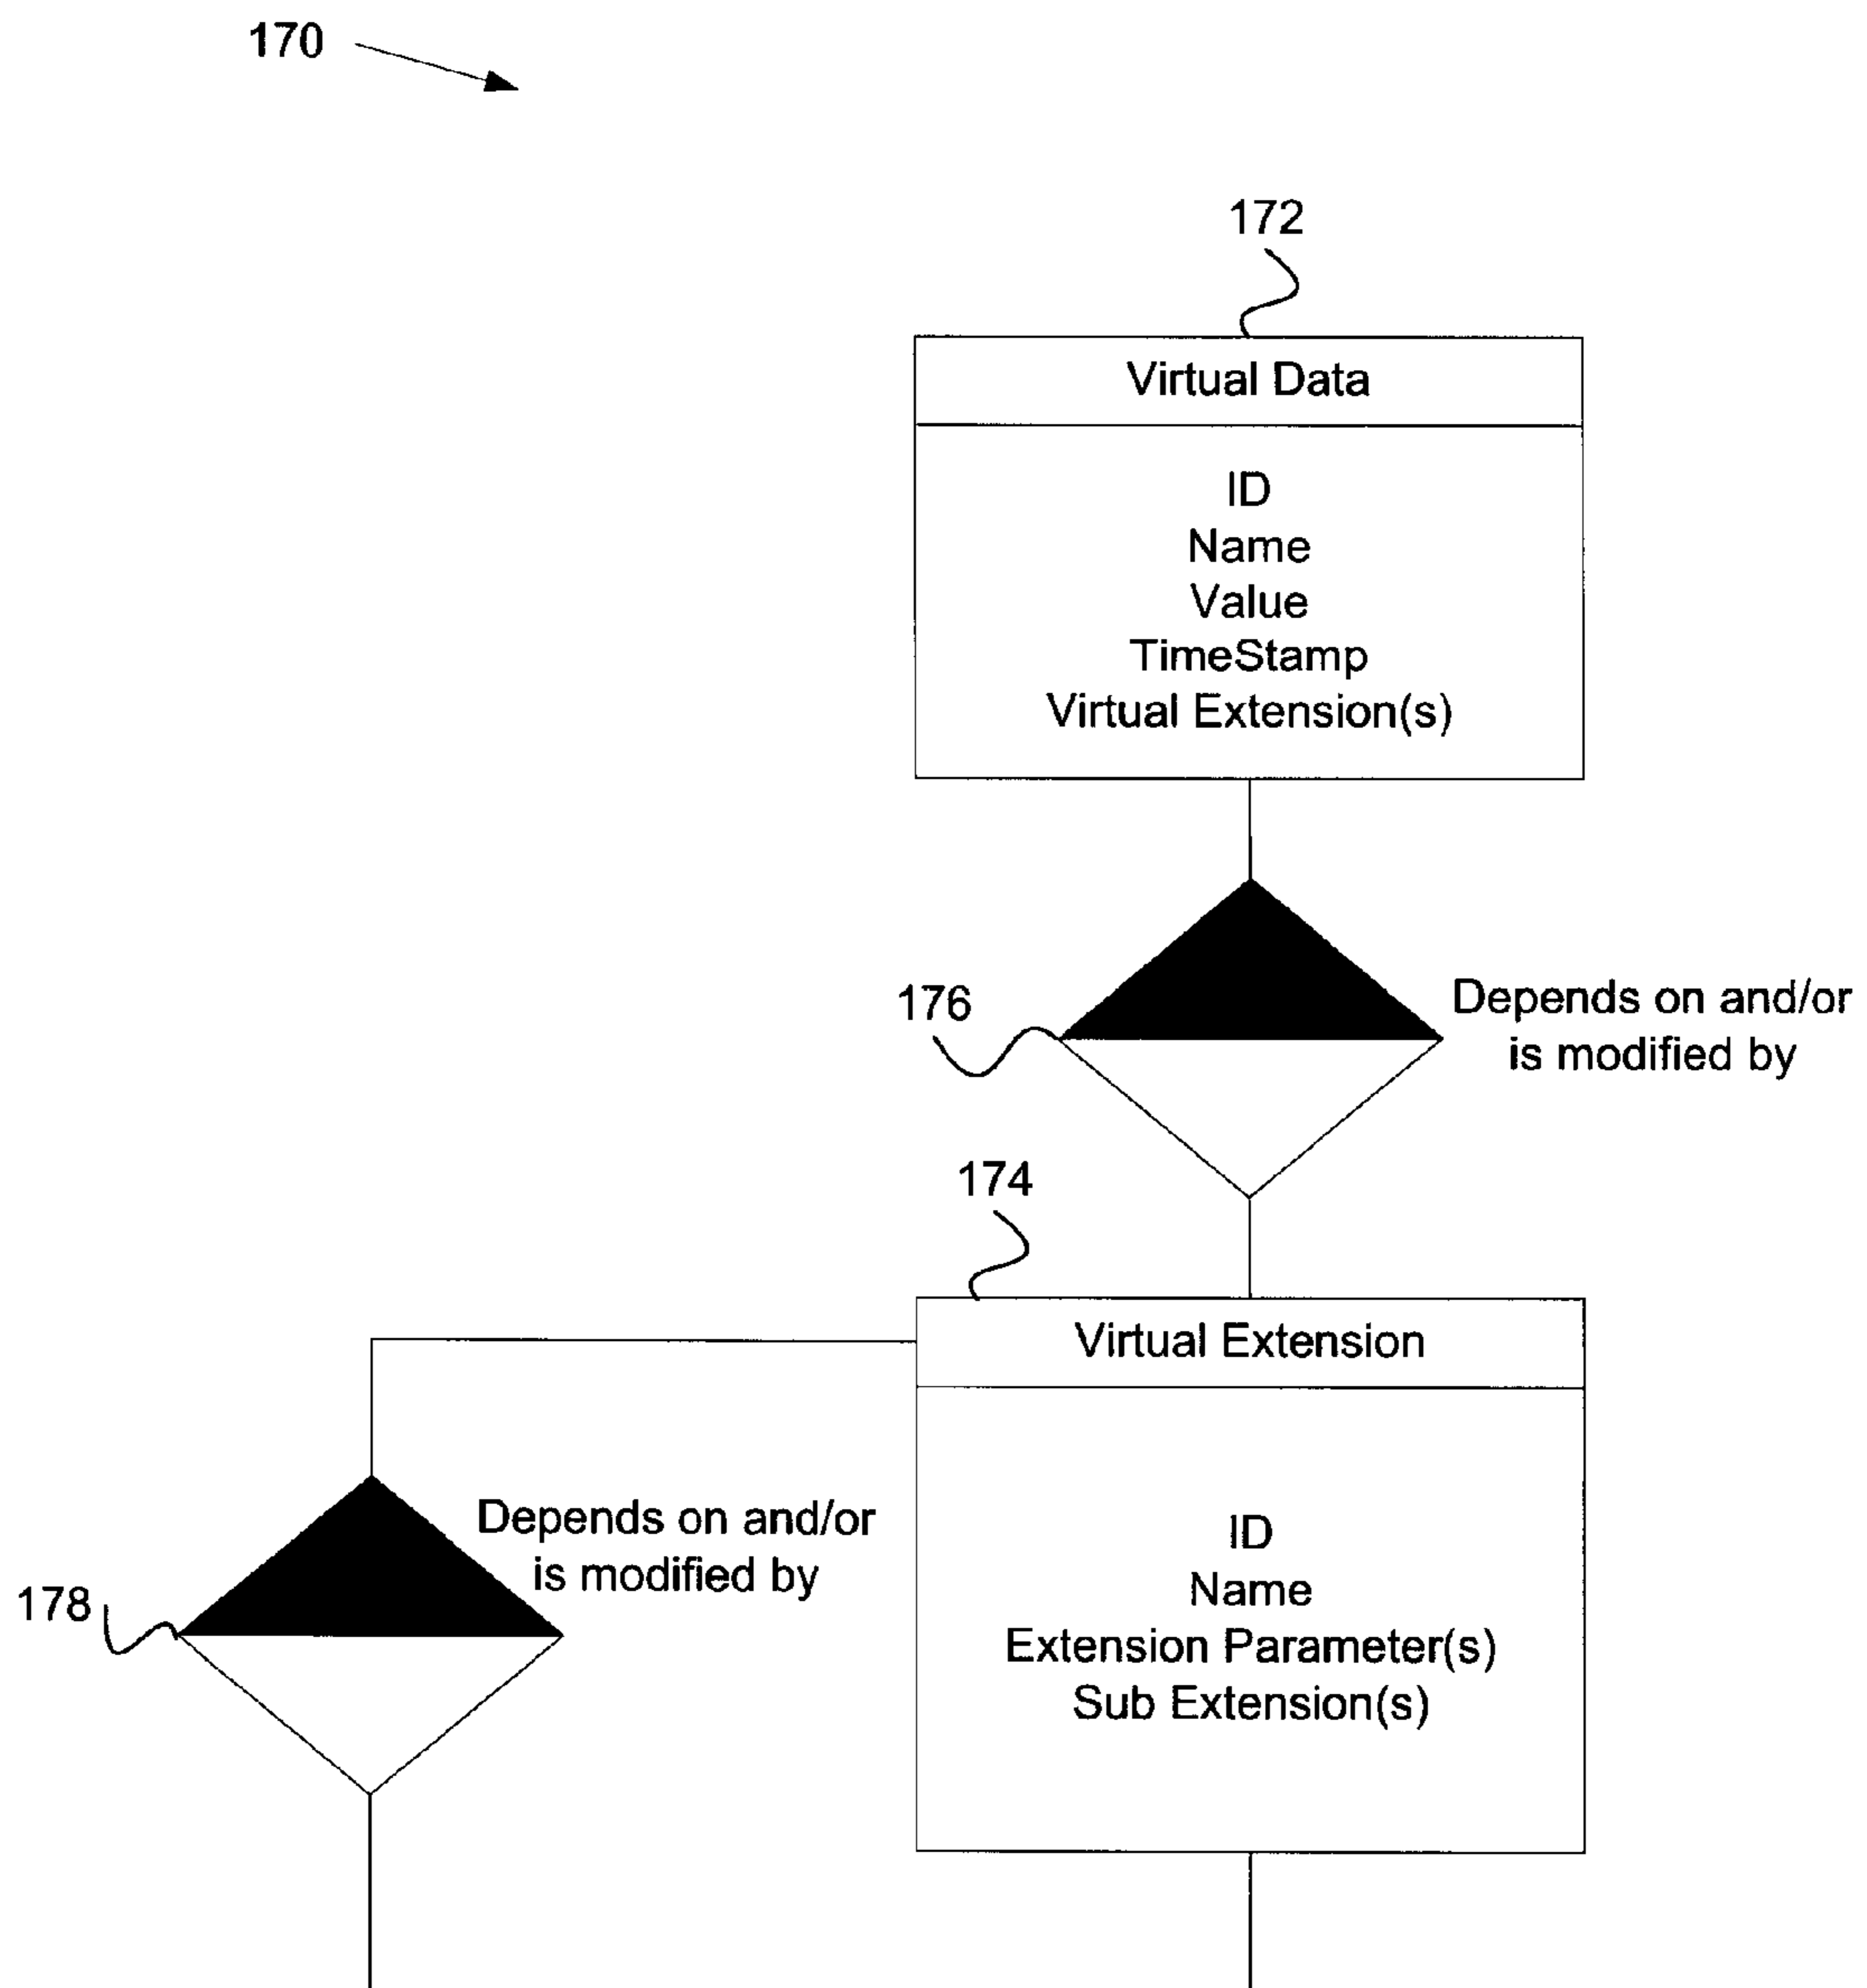 170
172
Virtual Data
ID
Name
Value
TimeStamp
Virtual Extension(s)
176
Depends on and/or
is modified by
174
Virtual Extension
178
Depends on and/or
is modified by
ID
Name
Extension Parameter(s)
Sub Extension(s)